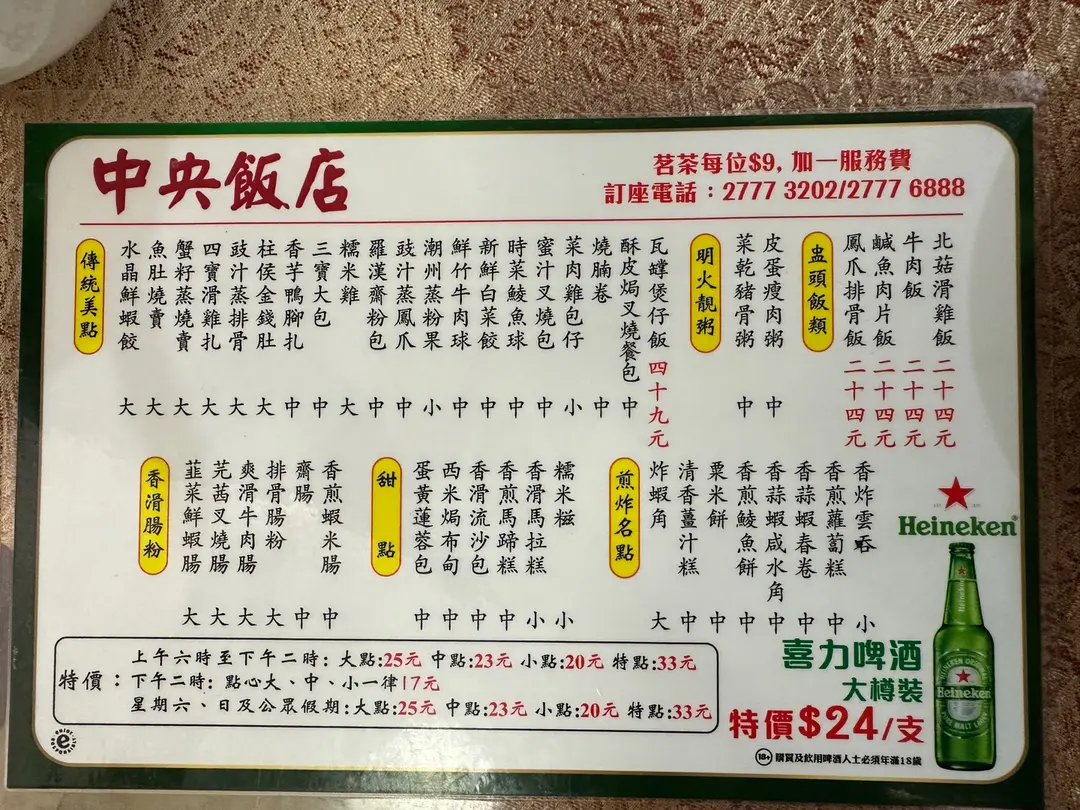 中央飯店
茗茶每位$9, 加一服務費
訂座電話：2777 3202/2777 6888
傳統美點
水晶鮮蝦餃 大
魚肚燒賣 大
蟹籽蒸燒賣 大
四寶滑雞扎 大
豉汁蒸排骨 大
柱侯金錢肚 大
香芋鴨腳扎 中
三寶大包 中
糯米雞 大
羅漢齋粉包 中
豉汁蒸鳳爪 中
潮州蒸粉果 小
鮮竹牛肉球 中
新鮮白菜餃 中
時菜鯪魚球 中
蜜汁叉燒包 中
菜肉雞包仔 小
燒腩卷 中
酥皮焗叉燒餐包 中
瓦罉煲仔飯 四十九元
明火靚粥
菜乾豬骨粥 中
皮蛋瘦肉粥 中
盅頭飯類
鳳爪排骨飯 二十四元
鹹魚肉片飯 二十四元
牛肉飯 二十四元
北菇滑雞飯 二十四元
香滑腸粉
韮菜鮮蝦腸 大
芫茜叉燒腸 大
爽滑牛肉腸 大
排骨腸粉 大
齋腸 中
香煎蝦米腸 中
甜點
蛋黃蓮蓉包 中
西米焗布甸 中
香滑流沙包 中
香煎馬蹄糕 中
香滑馬拉糕 小
糯米糍 小
煎炸名點
炸蝦角 大
清香薑汁糕 中
粟米餅 中
香煎鯪魚餅 中
香蒜蝦咸水角 中
香蒜蝦春卷 中
香煎蘿蔔糕 中
香炸雲吞 小
特價：
上午六時至下午二時: 大點:25元 中點:23元 小點:20元 特點:33元
下午二時: 點心大、中、小一律17元
星期六、日及公眾假期:大點:25元 中點:23元 小點:20元 特點:33元
Heineken
Heineken
喜力啤酒
大樽裝
特價$24/支
18+ 購買及飲用啤酒人士必須年滿18歲